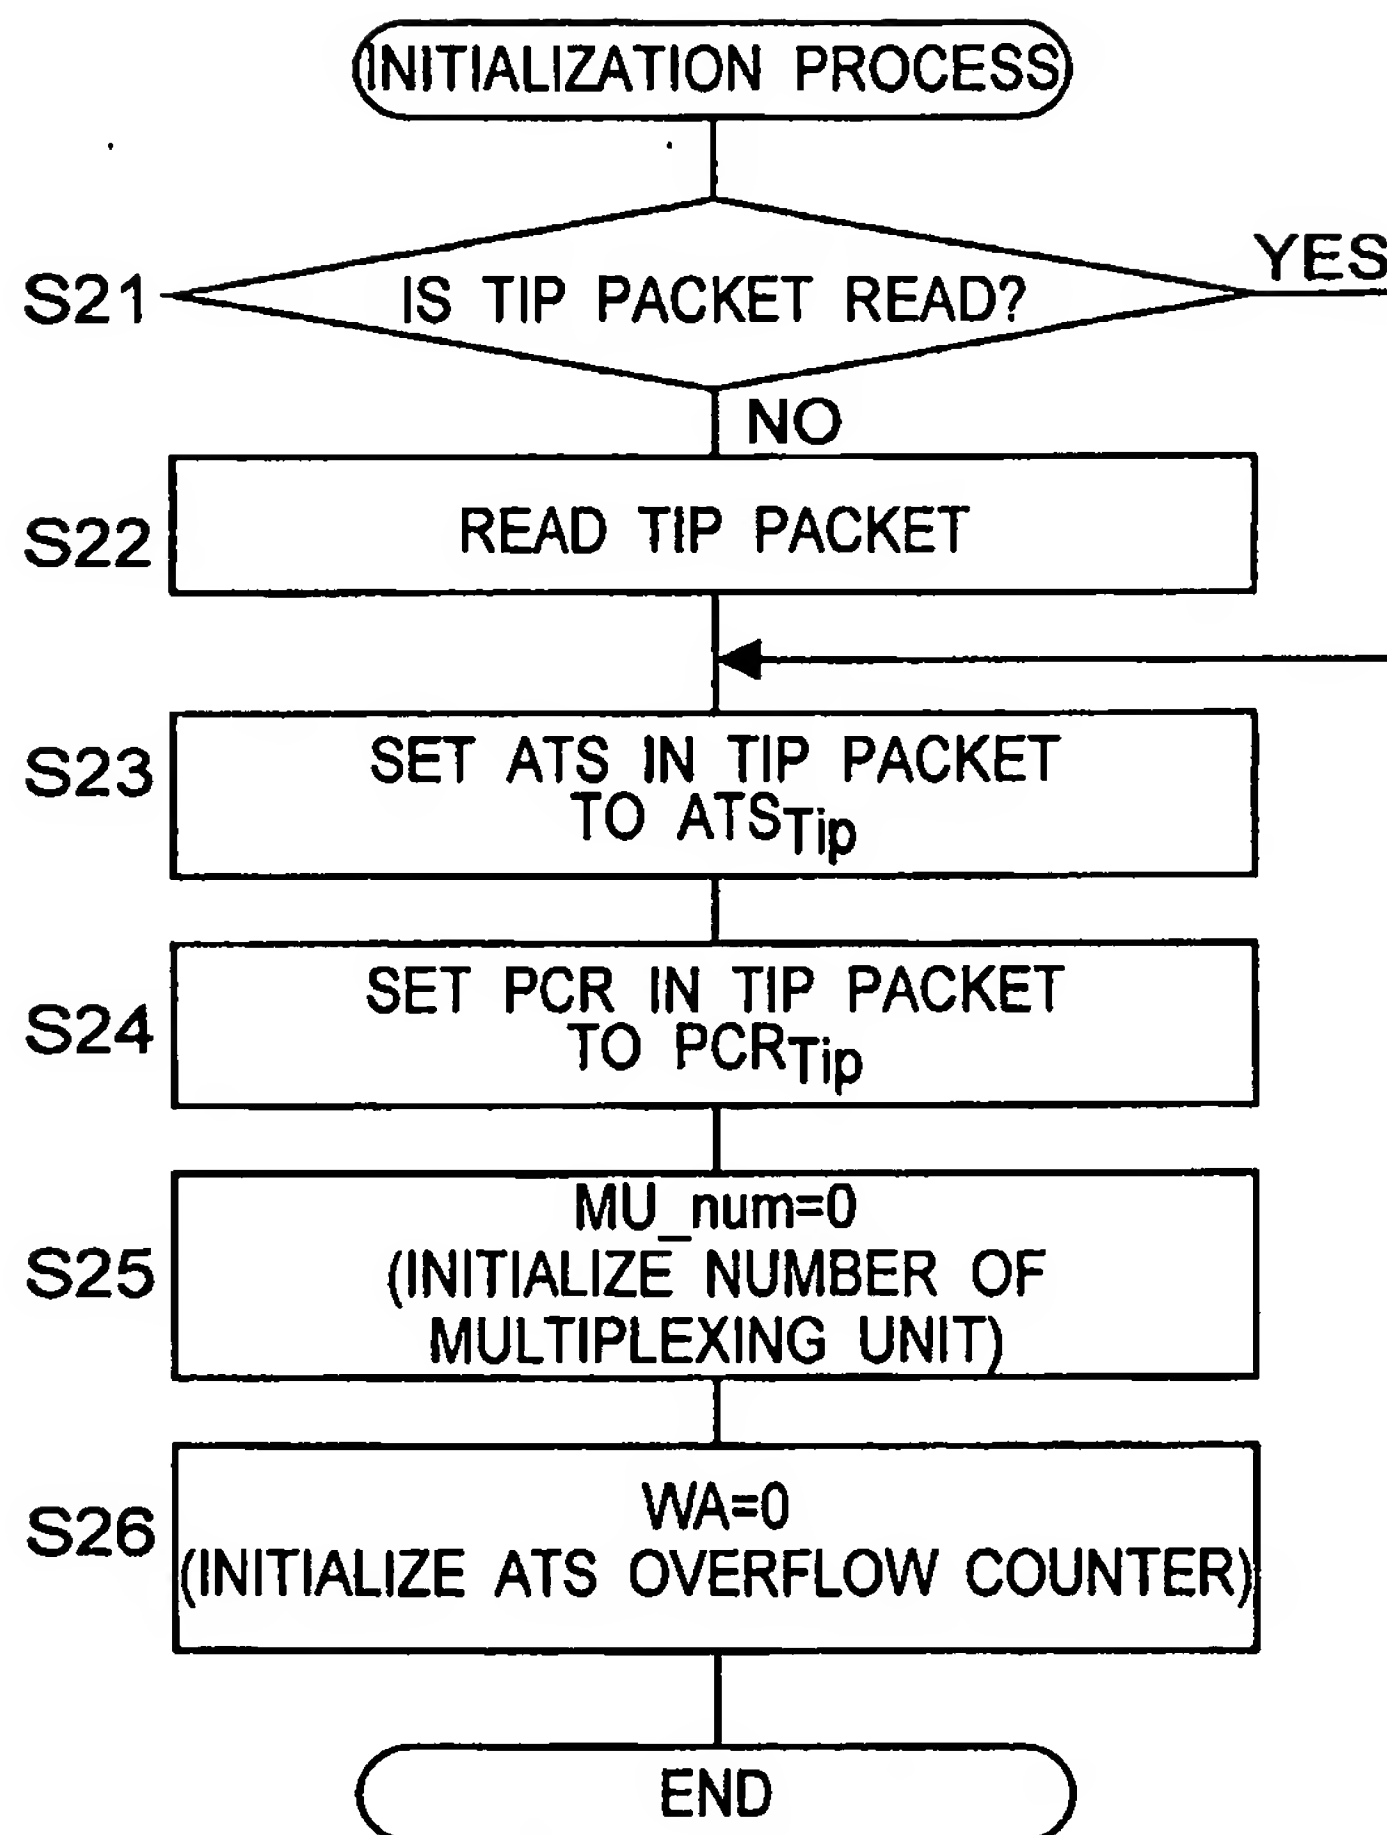 INITIALIZATION PROCESS
YES
S21
IS TIP PACKET READ?
NO
S22
READ TIP PACKET
S23
SET ATS IN TIP PACKET
TO ATSTip
S24
SET PCR IN TIP PACKET
TO PCRTip
S25
MU_num=0
(INITIALIZE NUMBER OF
MULTIPLEXING UNIT)
S26
WA=0
(INITIALIZE ATS OVERFLOW COUNTER)
END